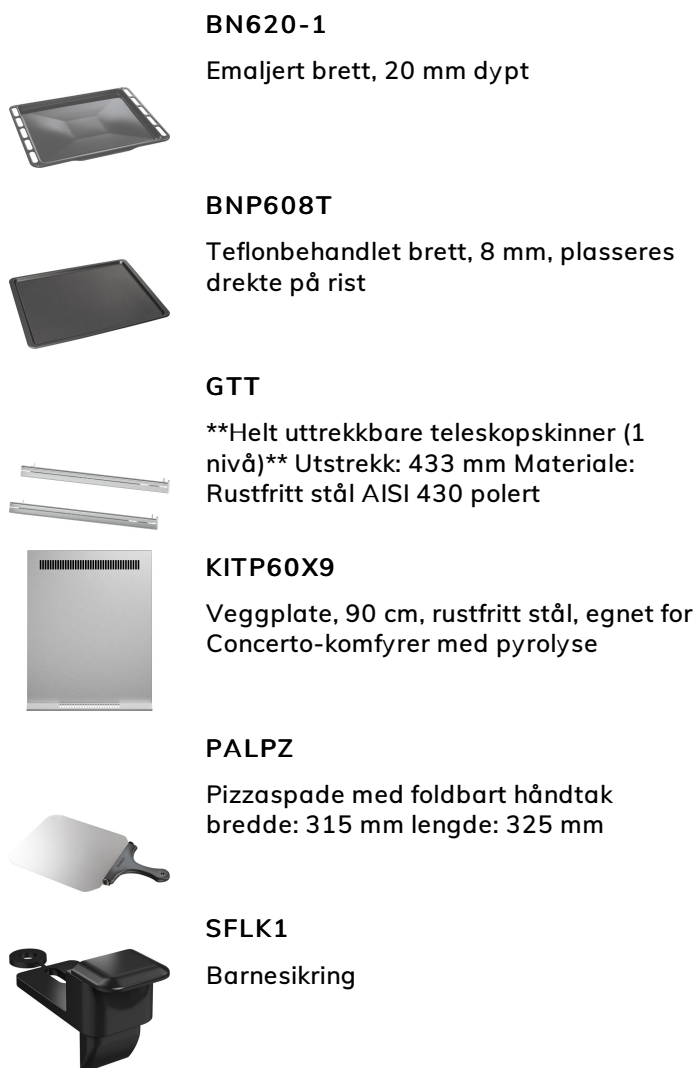 BN620-1
Emaljert brett, 20 mm dypt
BNP608T
Teflonbehandlet brett, 8 mm, plasseres
drekte på rist
GTT
**Helt uttrekkbare teleskopskinner (1
nivå)** Utstrekk: 433 mm Materiale:
Rustfritt stål AISI 430 polert
KITP60X9
Veggplate, 90 cm, rustfritt stål, egnet for
Concerto-komfyrer med pyrolyse
PALPZ
Pizzaspade med foldbart håndtak
bredde: 315 mm lengde: 325 mm
SFLK1
Barnesikring